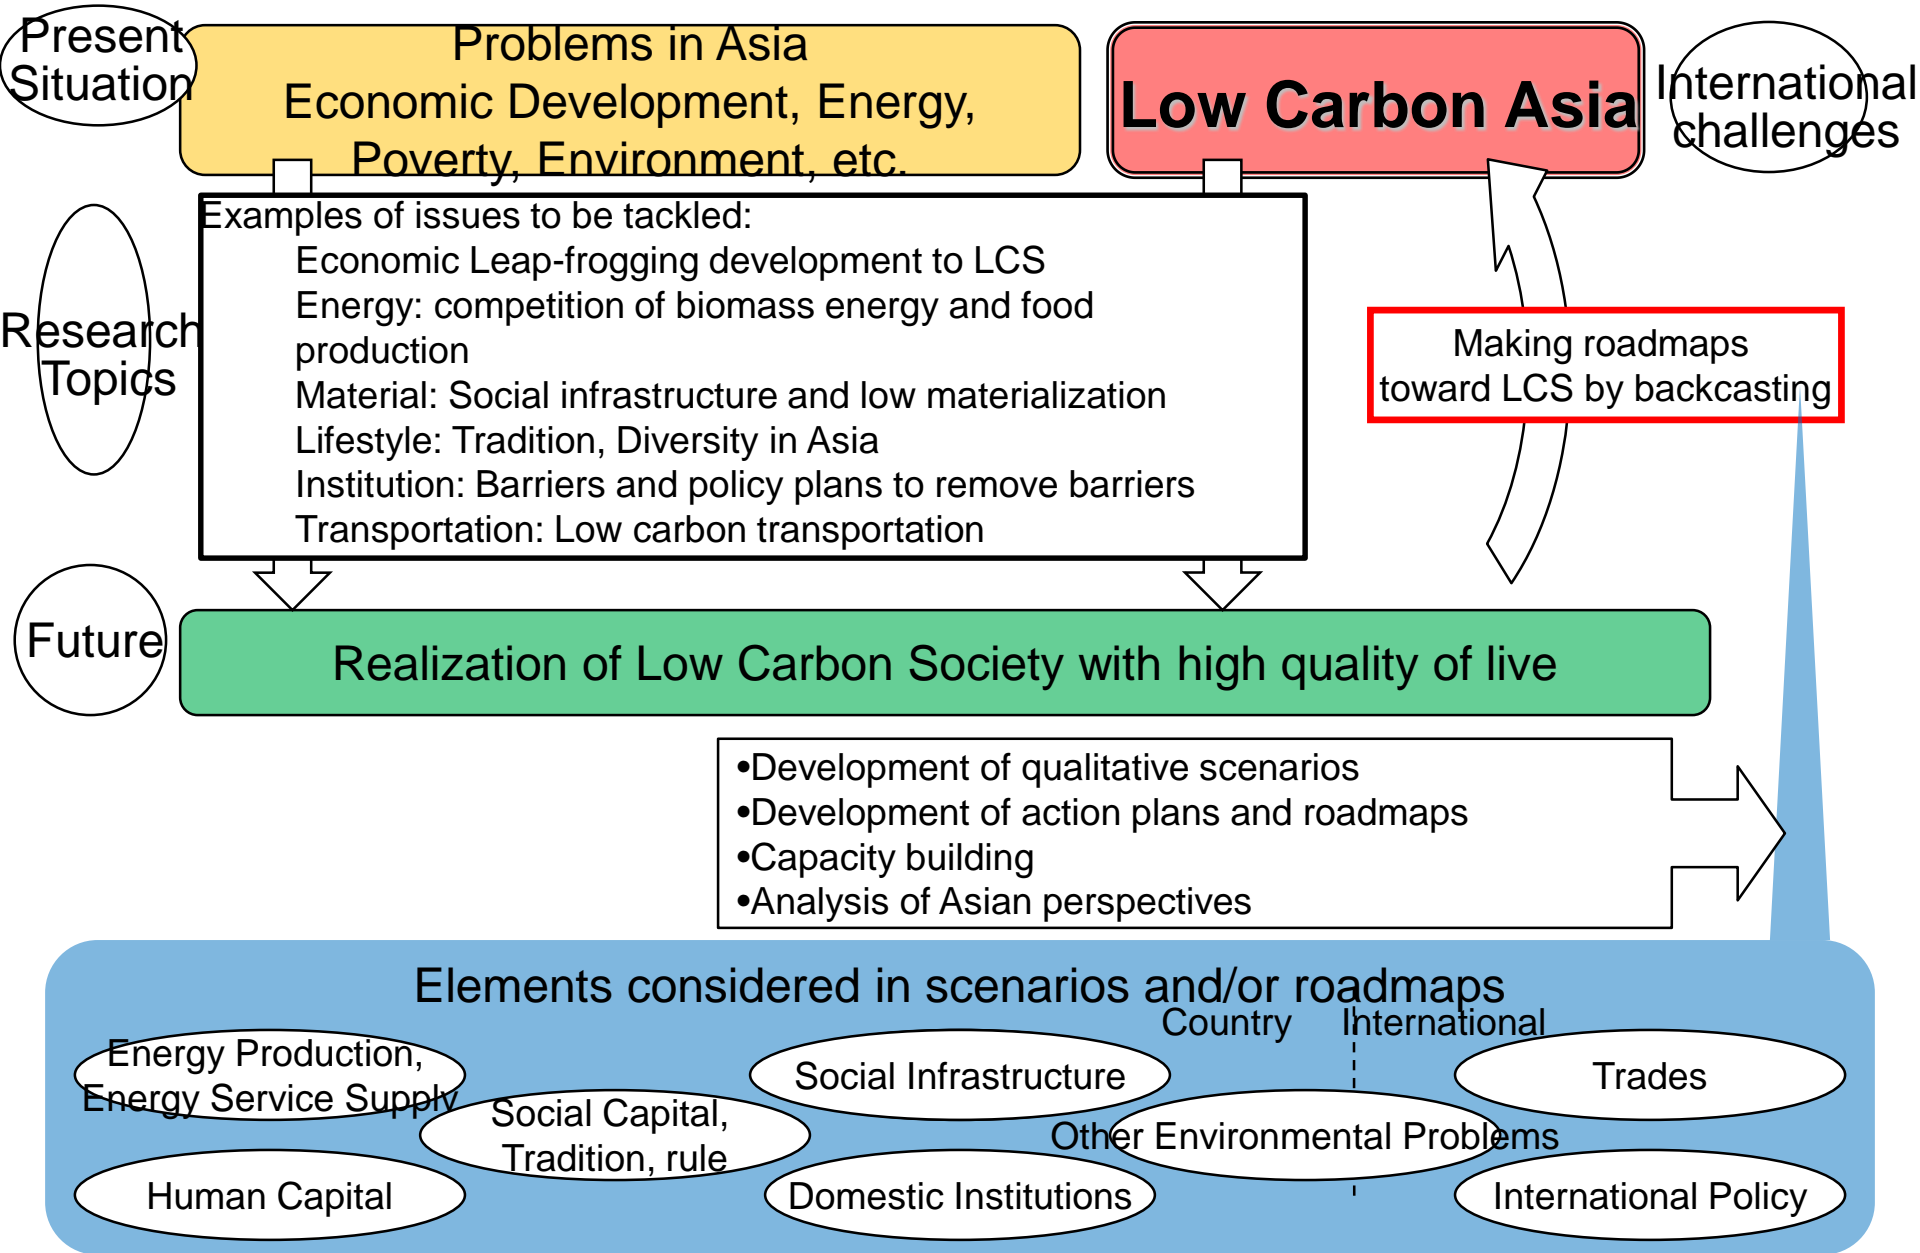 Present
Situation
Problems in Asia
Economic Development, Energy,
Poverty, Environment, etc.
Low Carbon Asia
International
challenges
Research
Topics
Examples of issues to be tackled:
Economic Leap-frogging development to LCS
Energy: competition of biomass energy and food
production
Material: Social infrastructure and low materialization
Lifestyle: Tradition, Diversity in Asia
Institution: Barriers and policy plans to remove barriers
Transportation: Low carbon transportation
Making roadmaps
toward LCS by backcasting
Future
Realization of Low Carbon Society with high quality of live
•Development of qualitative scenarios
•Development of action plans and roadmaps
•Capacity building
•Analysis of Asian perspectives
Elements considered in scenarios and/or roadmaps
Country
International
Energy Production,
Energy Service Supply
Social Capital,
Tradition, rule
Human Capital
Social Infrastructure
Domestic Institutions
Other Environmental Problems
Trades
International Policy